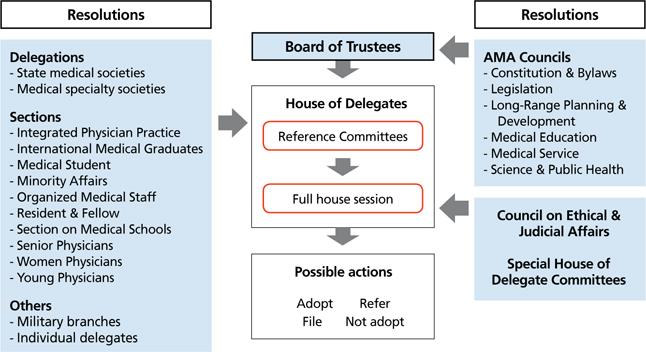 Resolutions
Delegations
- State medical societies
- Medical specialty societies
Sections
- Integrated Physician Practice
- International Medical Graduates
- Medical Student
- Minority Affairs
- Organized Medical Staff
- Resident & Fellow
- Section on Medical Schools
- Senior Physicians
- Women Physicians
- Young Physicians
Others
- Military branches
- Individual delegates
Board of Trustees
House of Delegates
Reference Committees
Full house session
Possible actions
Adopt Refer
File Not adopt
Resolutions
AMA Councils
- Constitution & Bylaws
- Legislation
- Long-Range Planning &
Development
- Medical Education
- Medical Service
- Science & Public Health
Council on Ethical &
Judicial Affairs
Special House of
Delegate Committees